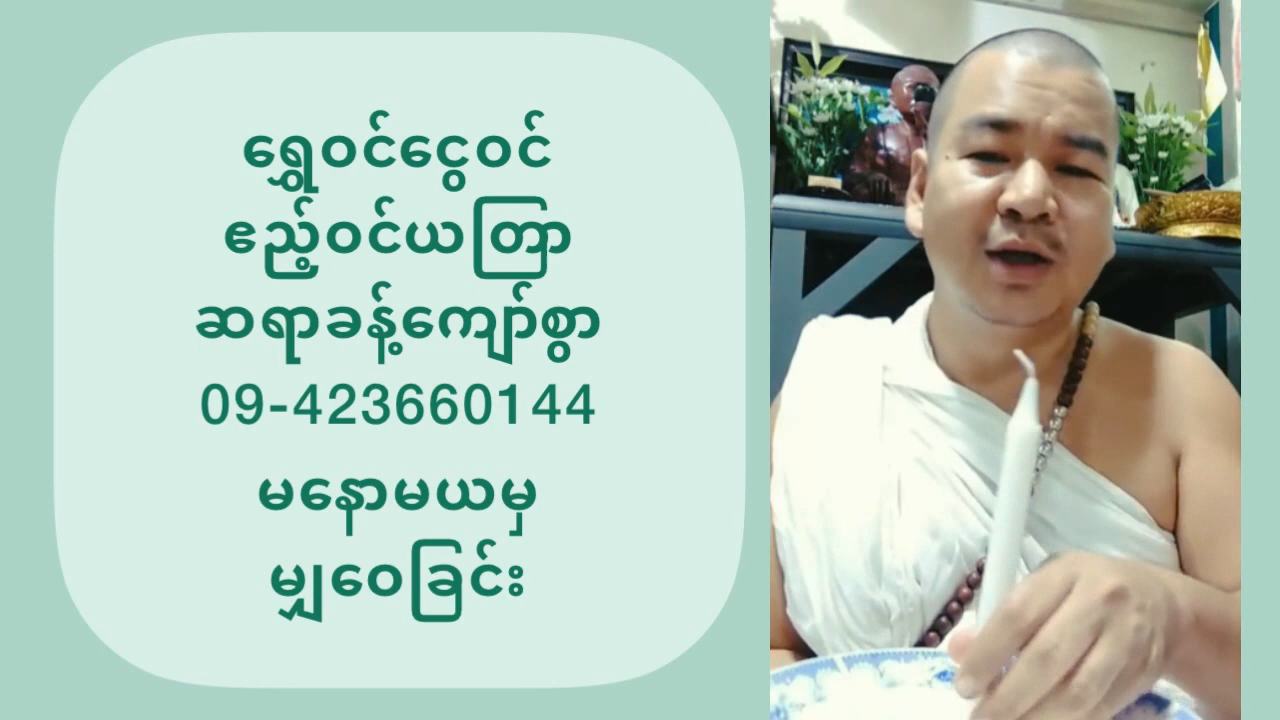 ရွှေဝင်ငွေဝင်
ဧည့်ဝင်ယတြာ
ဆရာခန့်ကျော်စွာ
09-423660144
မနောမယမှ
မျှဝေခြင်း